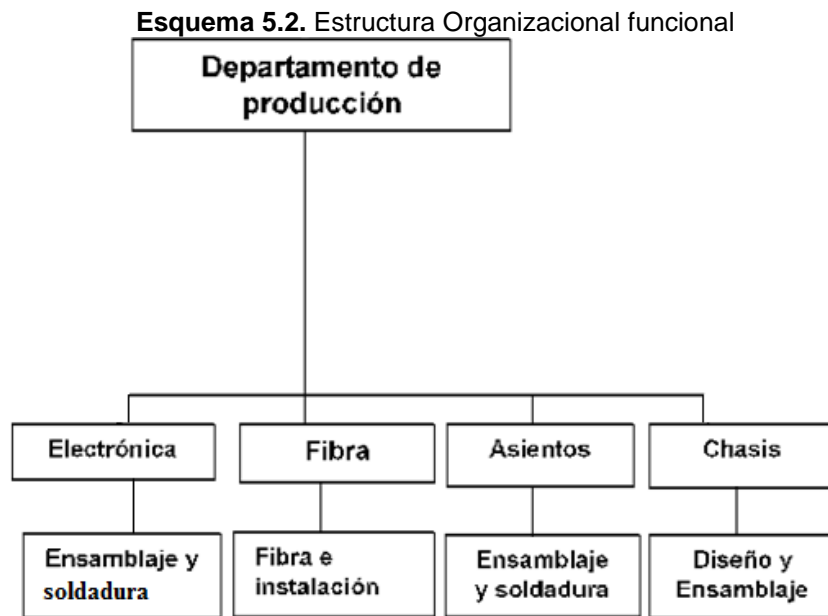 Esquema 5.2. Estructura Organizacional funcional
Departamento de
producción
Electrónica
Fibra
Asientos
Chasis
Ensamblaje y
soldadura
Fibra e
instalación
Ensamblaje
y soldadura
Diseño y
Ensamblaje